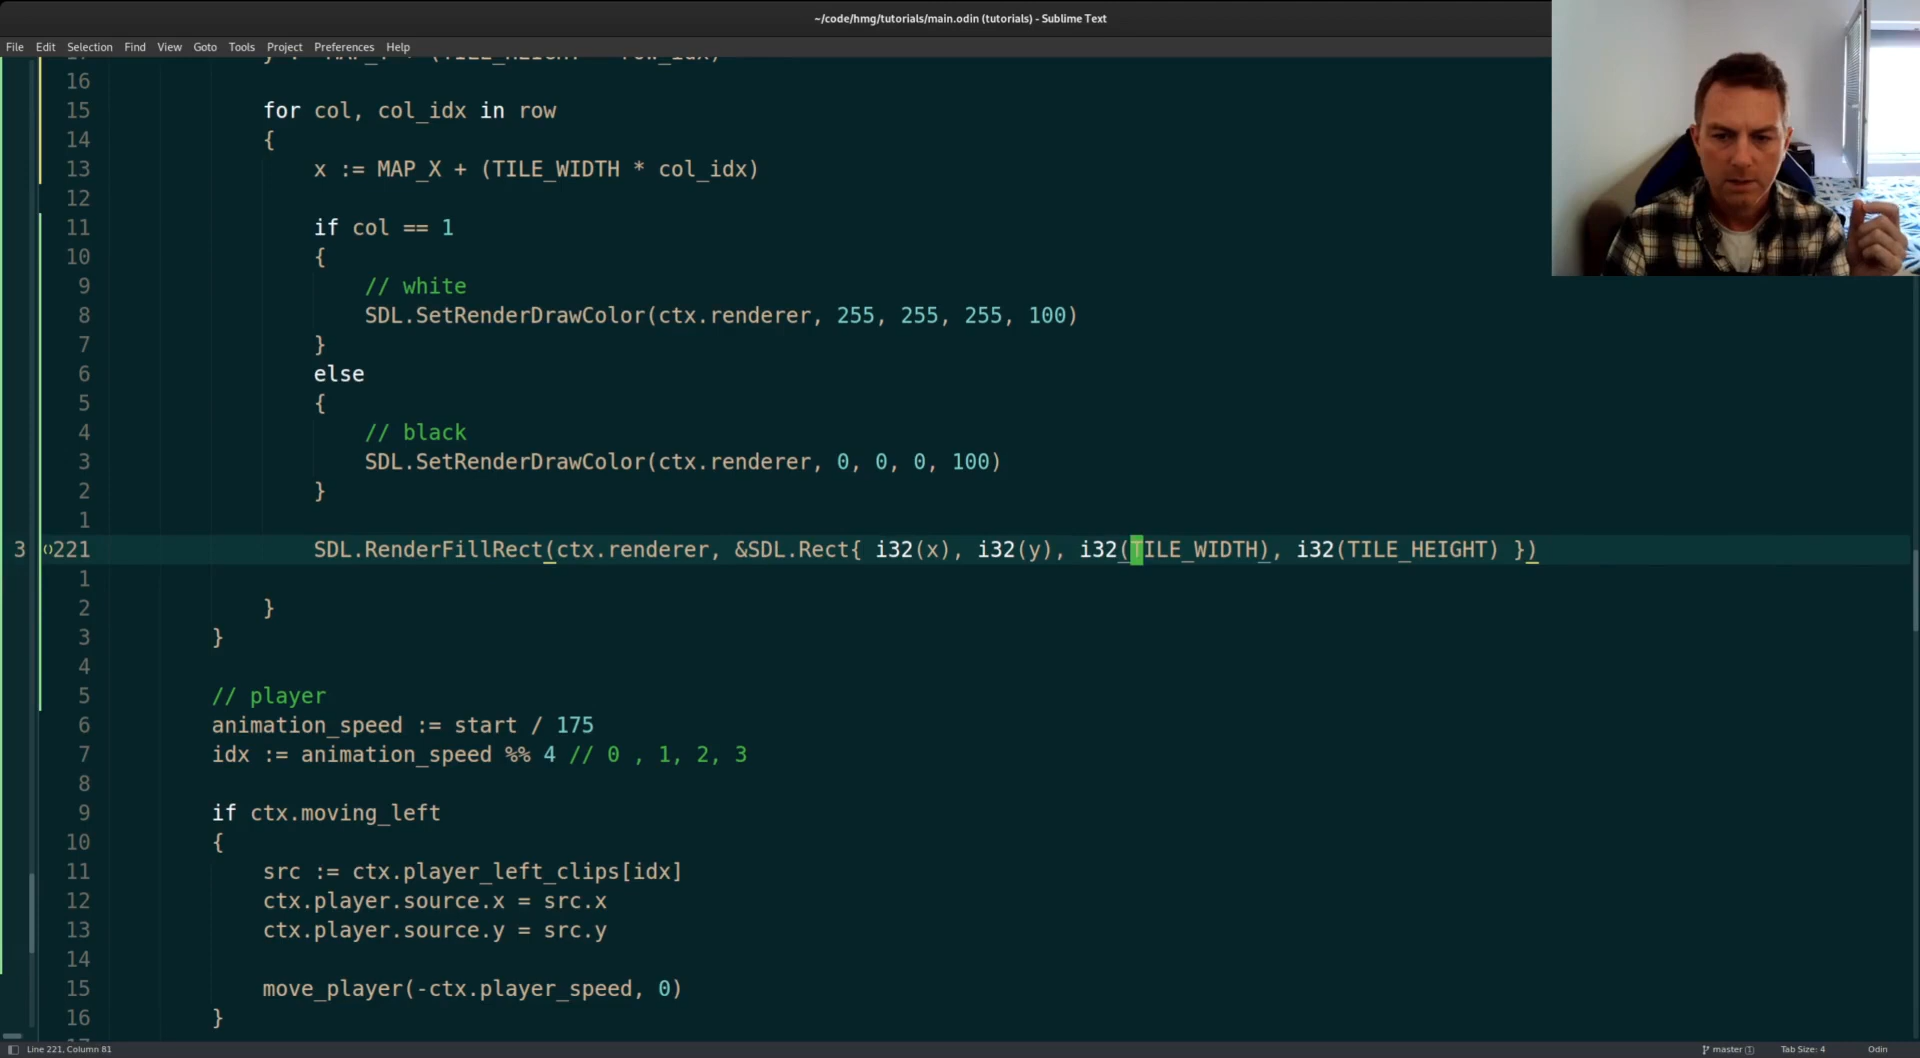 ~/code/hmg/tutorials/main.odin (tutorials) - Sublime Text
File Edit Selection Find View Goto Tools Project Preferences Help
16
15 for col, col_idx in row
14 {
13 x := MAP_X + (TILE_WIDTH * col_idx)
12
11 if col == 1
10 {
9 // white
8 SDL.SetRenderDrawColor(ctx.renderer, 255, 255, 255, 100)
7 }
6 else
5 {
4 // black
3 SDL.SetRenderDrawColor(ctx.renderer, 0, 0, 0, 100)
2 }
1
3 221 SDL.RenderFillRect(ctx.renderer, &SDL.Rect{ i32(x), i32(y), i32(TILE_WIDTH), i32(TILE_HEIGHT) })
1
2 }
3 }
4
5 // player
6 animation_speed := start / 175
7 idx := animation_speed %% 4 // 0 , 1, 2, 3
8
9 if ctx.moving_left
10 {
11 src := ctx.player_left_clips[idx]
12 ctx.player.source.x = src.x
13 ctx.player.source.y = src.y
14
15 move_player(-ctx.player_speed, 0)
16 }
Line 221, Column 81 master (1) Tab Size: 4 Odin